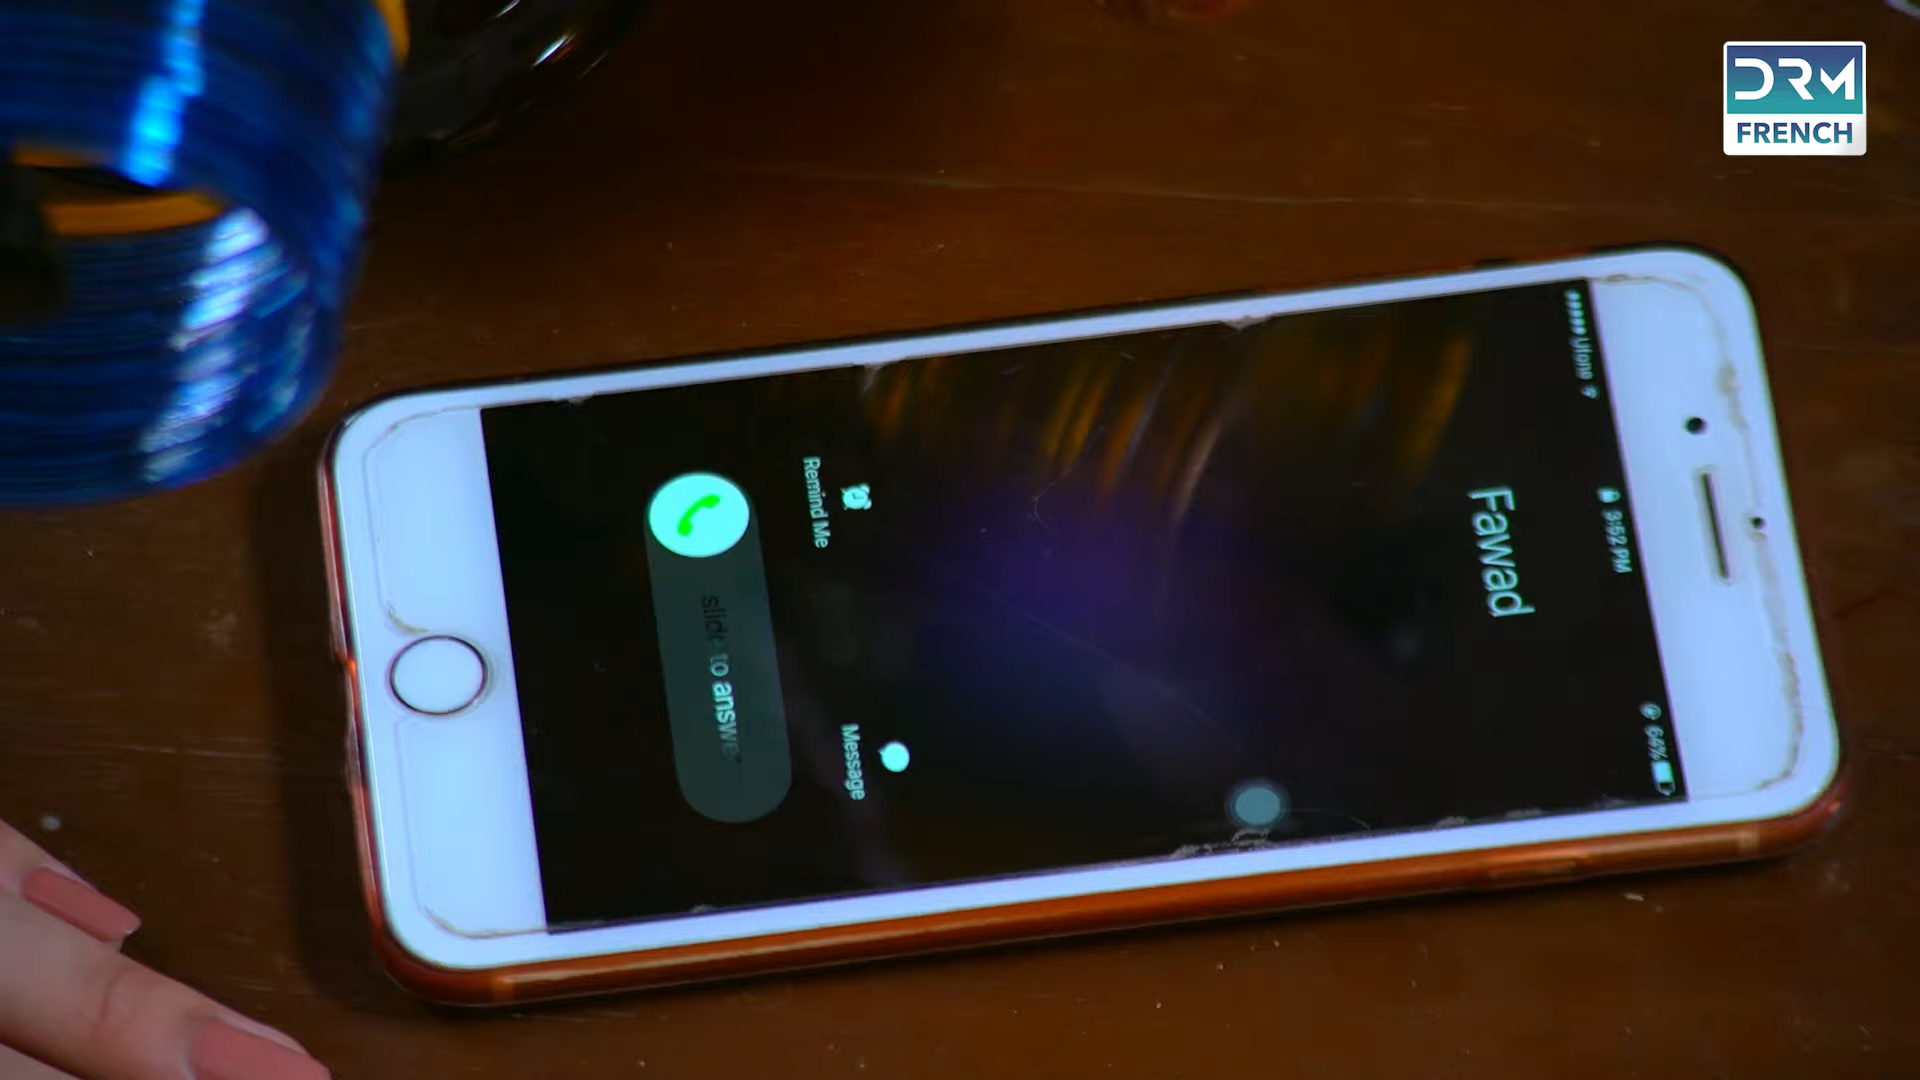 DRM
FRENCH
Ufone
3:52 PM
64%
Fawad
Remind Me
Message
slide to answer